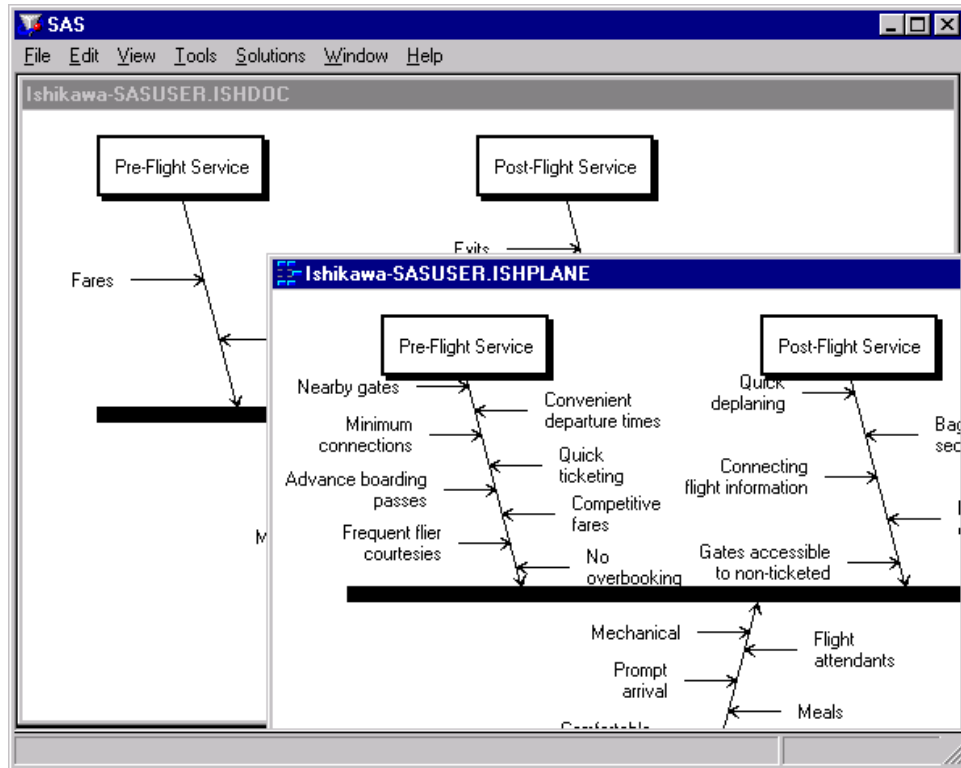 SAS
File Edit View Tools Solutions Window Help
Ishikawa-SASUSER.ISHDOC
Pre-Flight Service
Post-Flight Service
Exits
Fares
Ishikawa-SASUSER.ISHPLANE
Pre-Flight Service
Post-Flight Service
Nearby gates
Convenient
departure times
Minimum
connections
Quick
ticketing
Advance boarding
passes
Competitive
fares
Frequent flier
courtesies
No
overbooking
Quick
deplaning
Connecting
flight information
Gates accessible
to non-ticketed
Mechanical
Flight
attendants
Prompt
arrival
Meals
Comfortable